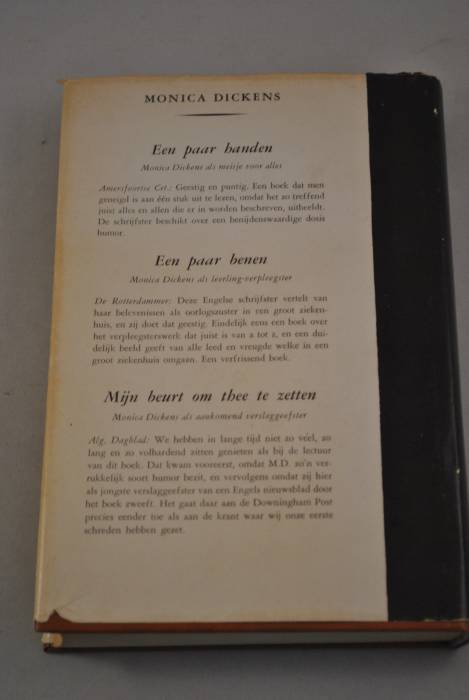 MONICA DICKENS
Een paar handen
Monica Dickens als meisje voor alles
Amersfoortse Crt.: Geestig en puntig. Een boek dat men
geneigd is aan één stuk uit te lezen, omdat het zo treffend
juist alles en allen die er in worden beschreven, uitbeeldt.
De schrijfster beschikt over een benijdenswaardige dosis
humor.
Een paar benen
Monica Dickens als leerling-verpleegster
De Rotterdammer: Deze Engelse schrijfster vertelt van
haar belevenissen als oorlogszuster in een groot zieken-
huis, en zij doet dat geestig. Eindelijk eens een boek over
het verpleegsterswerk dat juist is van a tot z, en een dui-
delijk beeld geeft van alle leed en vreugde welke in een
groot ziekenhuis omgaan. Een verfrissend boek.
Mijn beurt om thee te zetten
Monica Dickens als aankomend verslaggeefster
Alg. Dagblad: We hebben in lange tijd niet zo veel, zo
lang en zo volhardend zitten genieten als bij de lectuur
van dit boek. Dat kwam vooreerst, omdat M.D. zo'n ver-
rukkelijk soort humor bezit, en vervolgens omdat zij hier
als jongste verslaggeefster van een Engels nieuwsblad door
het boek zweeft. Het gaat daar aan de Downingham Post
precies eender toe als aan de krant waar wij onze eerste
schreden hebben gezet.